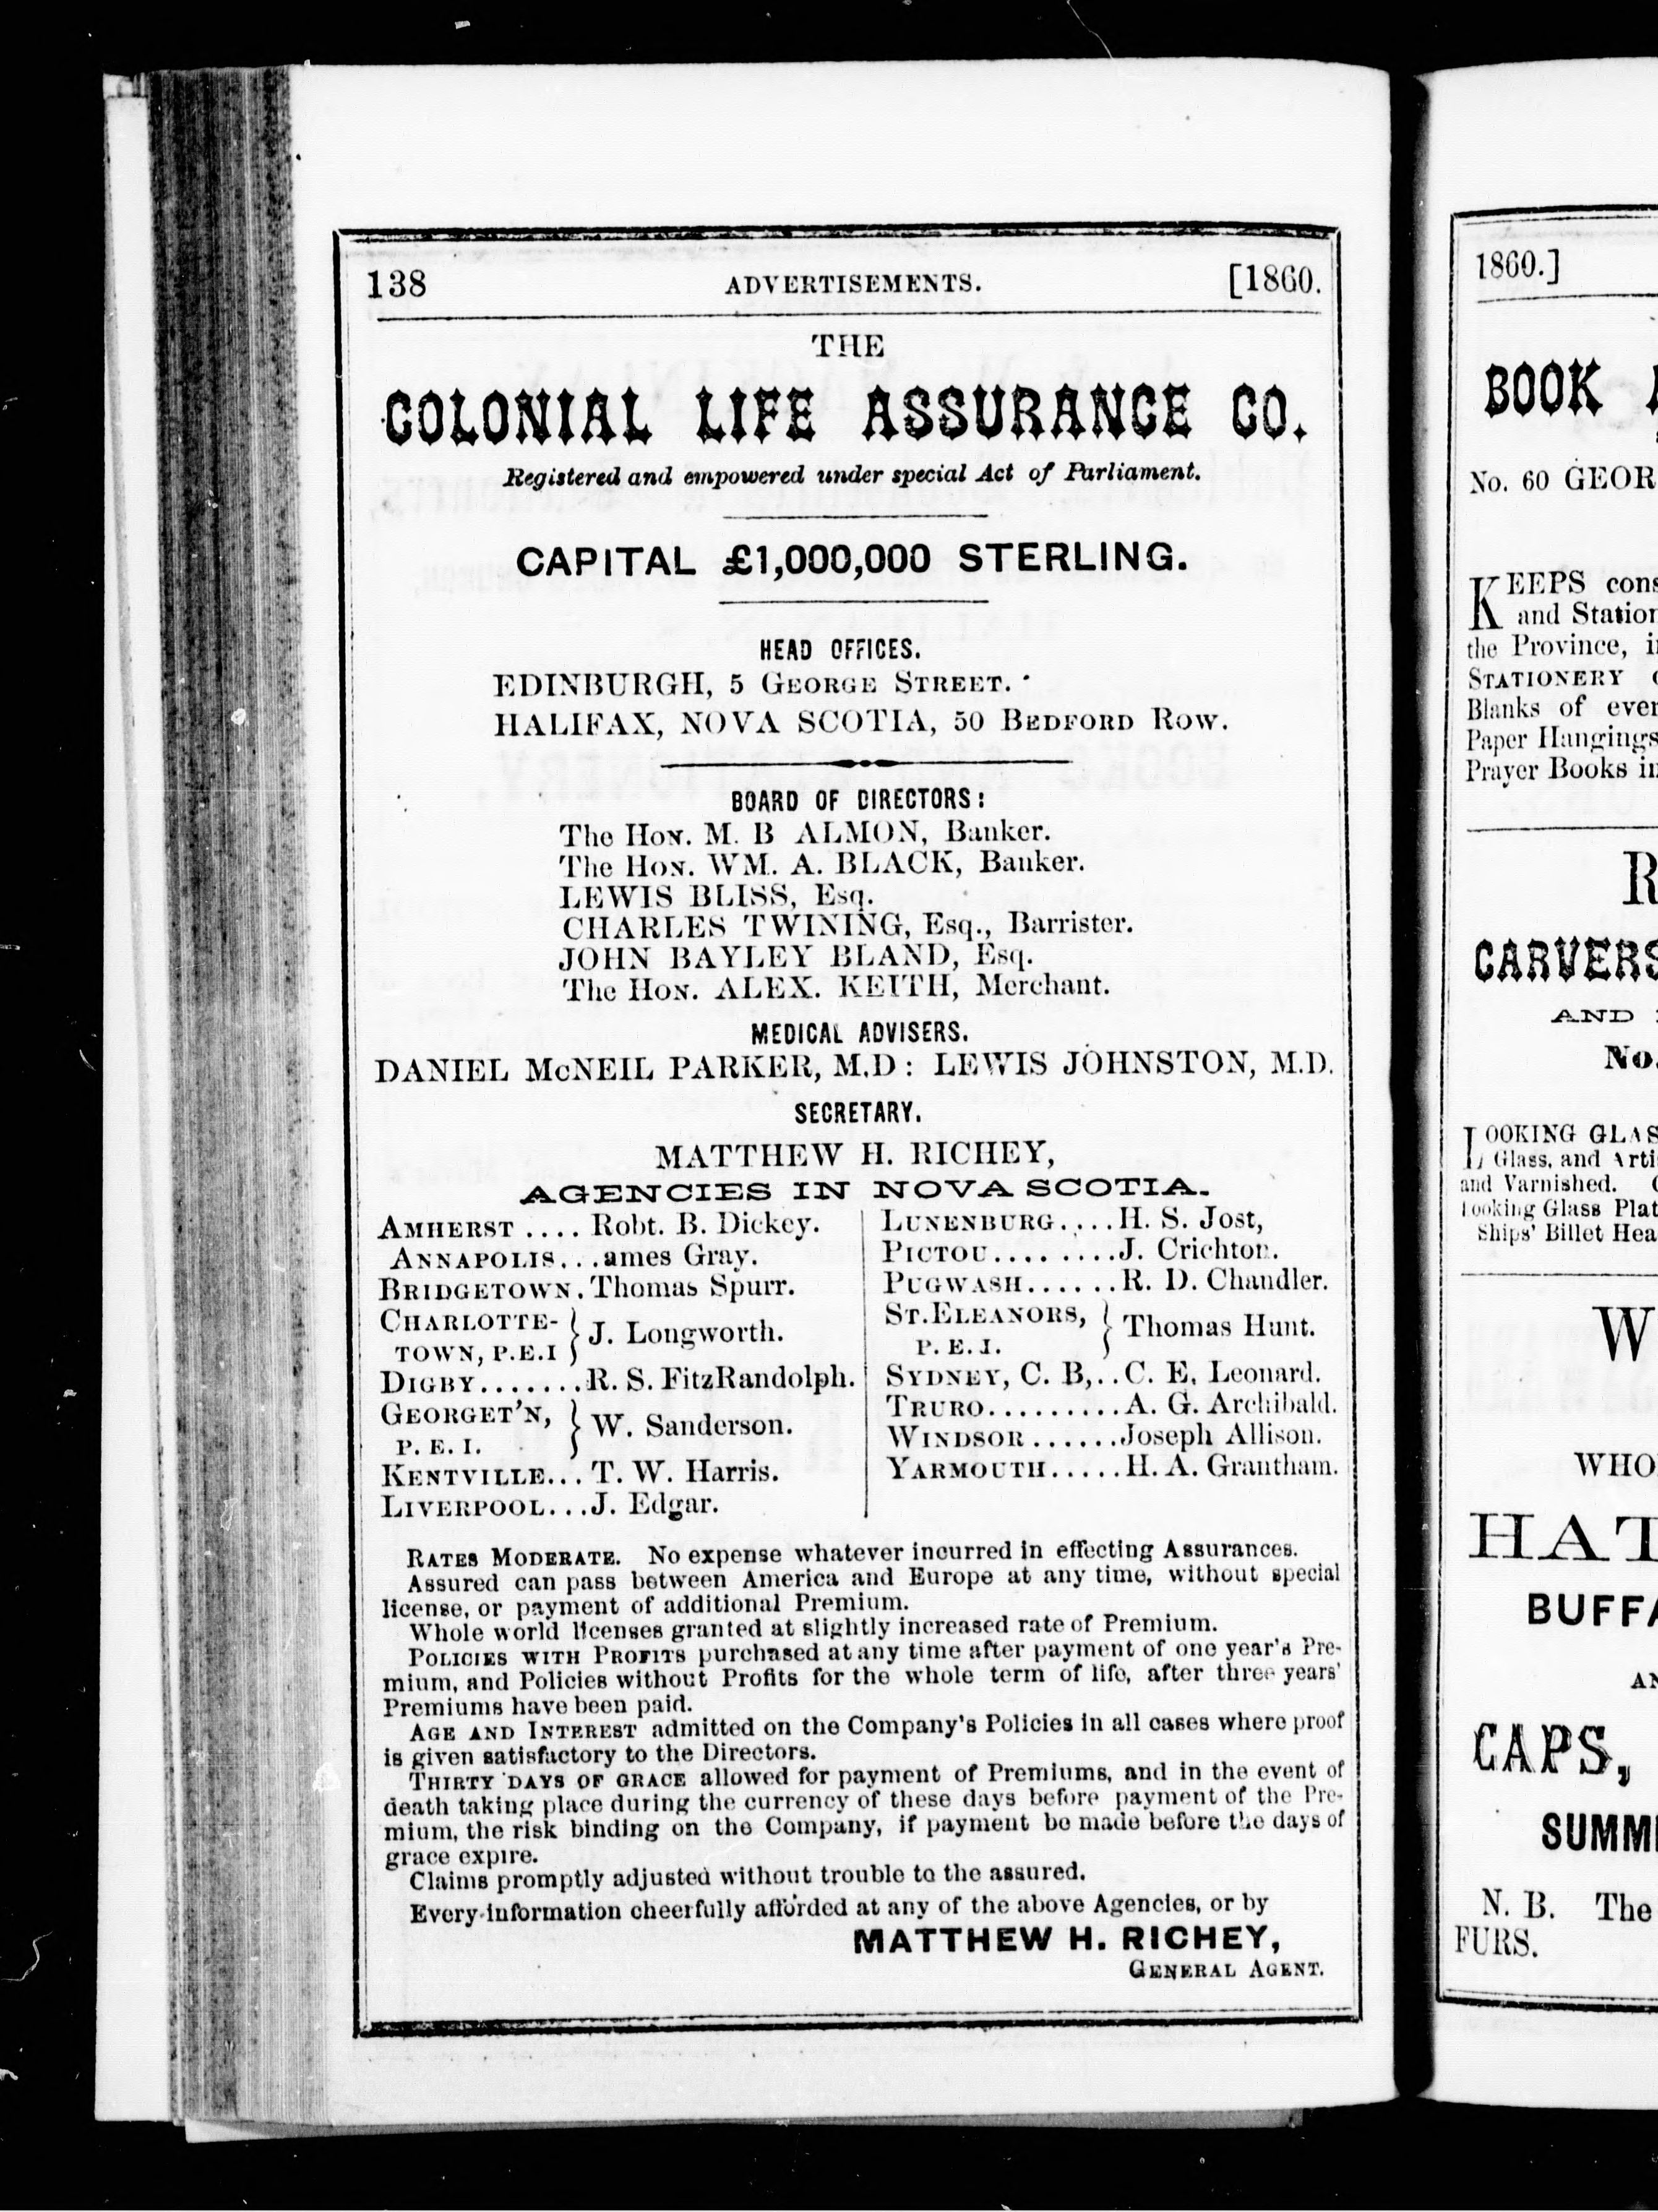 138 ADVERTISEMENTS. [1860.
THE
COLONIAL LIFE ASSURANCE CO.
Registered and empowered under special Act of Parliament.
CAPITAL £1,000,000 STERLING.
HEAD OFFICES.
EDINBURGH, 5 GEORGE STREET.
HALIFAX, NOVA SCOTIA, 50 BEDFORD ROW.
BOARD OF DIRECTORS:
The HON. M. B ALMON, Banker.
The HON. WM. A. BLACK, Banker.
LEWIS BLISS, Esq.
CHARLES TWINING, Esq., Barrister.
JOHN BAYLEY BLAND, Esq.
The HON. ALEX. KEITH, Merchant.
MEDICAL ADVISERS.
DANIEL McNEIL PARKER, M.D: LEWIS JOHNSTON, M.D.
SECRETARY.
MATTHEW H. RICHEY,
AGENCIES IN NOVA SCOTIA.
AMHERST .... Robt. B. Dickey.
ANNAPOLIS...ames Gray.
BRIDGETOWN. Thomas Spurr.
CHARLOTTE-
TOWN, P.E.I } J. Longworth.
DIGBY.......R. S. FitzRandolph.
GEORGET'N,
P. E. I. } W. Sanderson.
KENTVILLE... T. W. Harris.
LIVERPOOL...J. Edgar.
LUNENBURG....H. S. Jost,
PICTOU........J. Crichton.
PUGWASH......R. D. Chandler.
ST. ELEANORS,
P. E. I. } Thomas Hunt.
SYDNEY, C. B,..C. E. Leonard.
TRURO.........A. G. Archibald.
WINDSOR......Joseph Allison.
YARMOUTH.....H. A. Grantham.
RATES MODERATE. No expense whatever incurred in effecting Assurances.
Assured can pass between America and Europe at any time, without special
license, or payment of additional Premium.
Whole world licenses granted at slightly increased rate of Premium.
POLICIES WITH PROFITS purchased at any time after payment of one year's Pre-
mium, and Policies without Profits for the whole term of life, after three years'
Premiums have been paid.
AGE AND INTEREST admitted on the Company's Policies in all cases where proof
is given satisfactory to the Directors.
THIRTY DAYS OF GRACE allowed for payment of Premiums, and in the event of
death taking place during the currency of these days before payment of the Pre-
mium, the risk binding on the Company, if payment be made before the days of
grace expire.
Claims promptly adjusted without trouble to the assured.
Every information cheerfully afforded at any of the above Agencies, or by
MATTHEW H. RICHEY,
GENERAL AGENT.
1860.]
BOOK
No. 60 GEOR
KEEPS cons
and Station
the Province, i
STATIONERY
Blanks of ever
Paper Hangings
Prayer Books i
R
CARVERS
AND
No.
LOOKING GLAS
Glass, and Arti
and Varnished.
Looking Glass Plat
Ships' Billet Hea
W
WHO
HAT
BUFFA
AN
CAPS,
SUMM
N. B. The
FURS.